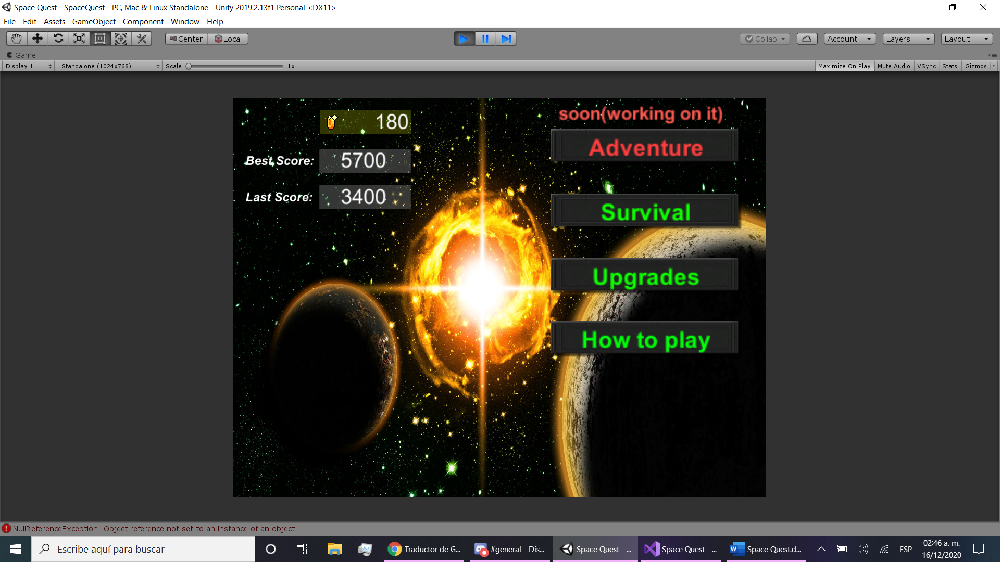 Space Quest - SpaceQuest - PC, Mac & Linux Standalone - Unity 2019.2.13f1 Personal <DX11>
File Edit Assets GameObject Component Window Help
Center Local Collab Account Layers Layout
Game
Display 1 Standalone (1024x768) Scale 1x Maximize On Play Mute Audio VSync Stats Gizmos
180
Best Score: 5700
Last Score: 3400
soon(working on it)
Adventure
Survival
Upgrades
How to play
NullReferenceException: Object reference not set to an instance of an object
Escribe aquí para buscar
Traductor de G...
#general - Dis...
Space Quest - ...
Space Quest - ...
Space Quest.d...
ESP
02:46 a. m.
16/12/2020